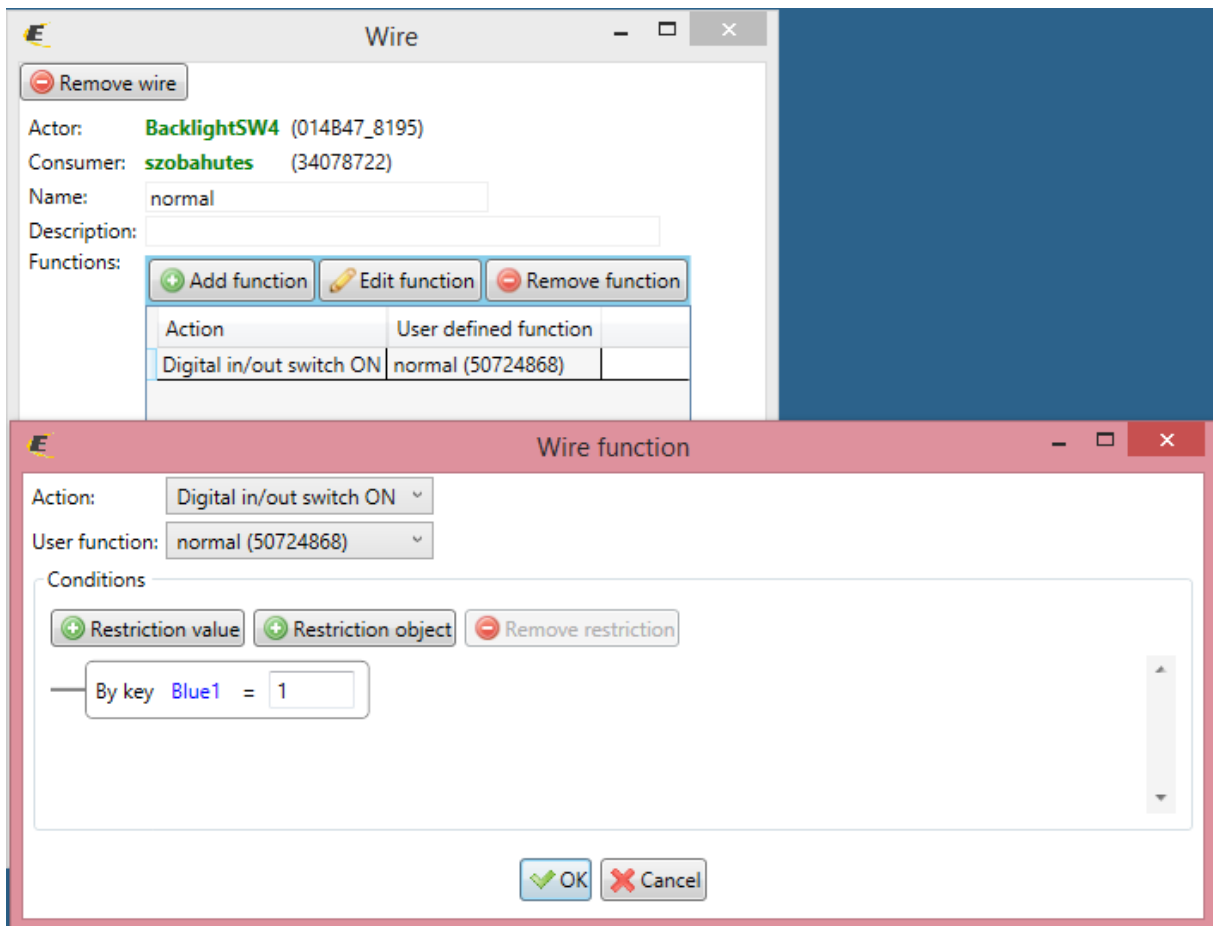 Wire
Remove wire
Actor: BacklightSW4 (014B47_8195)
Consumer: szobahutes (34078722)
Name: normal
Description:
Functions:
Add function Edit function Remove function
Action User defined function
Digital in/out switch ON normal (50724868)
Wire function
Action: Digital in/out switch ON
User function: normal (50724868)
Conditions
Restriction value Restriction object Remove restriction
By key Blue1 = 1
OK Cancel